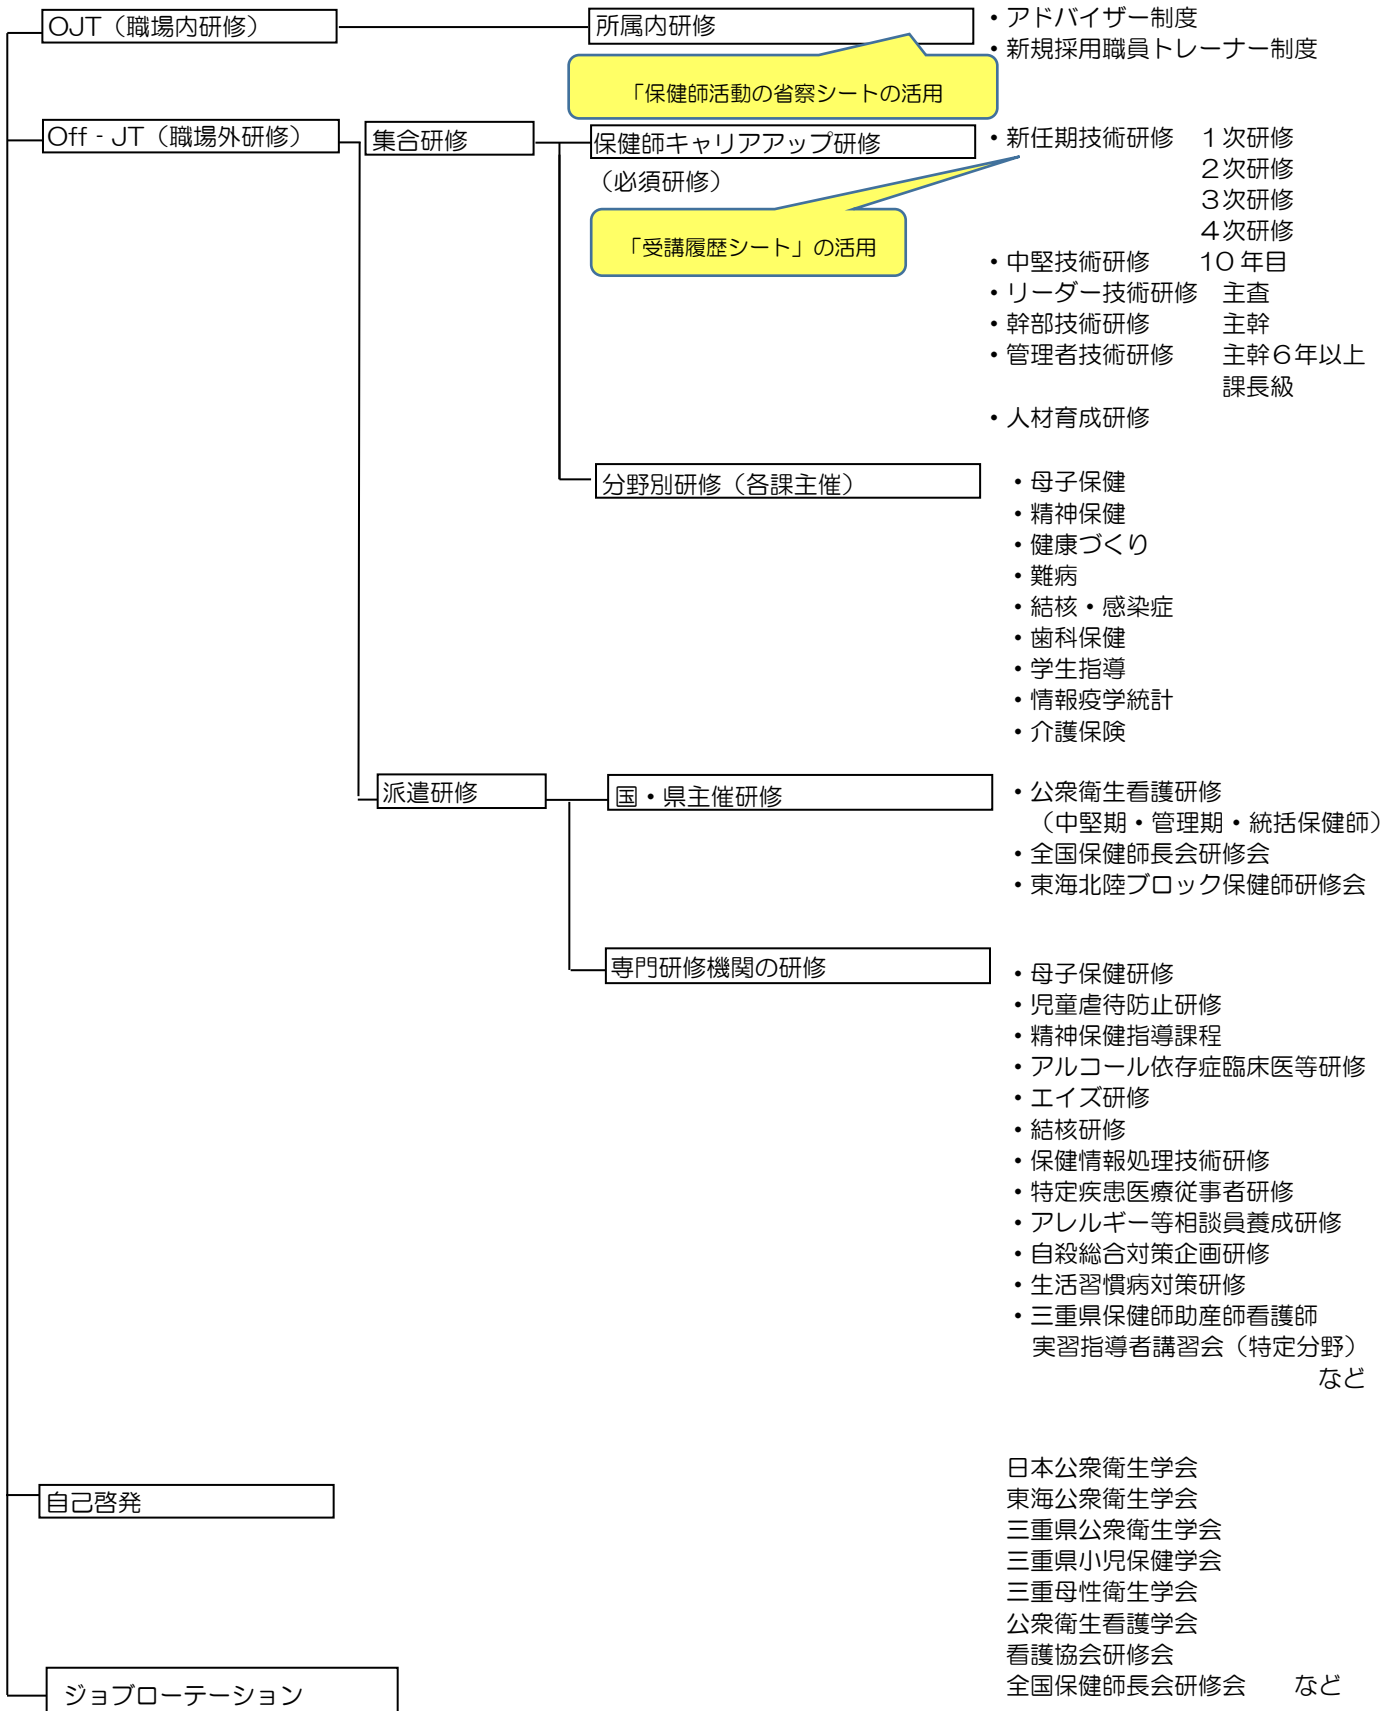 OJT（職場内研修）
所属内研修
・アドバイザー制度
・新規採用職員トレーナー制度
「保健師活動の省察シートの活用
Off‐JT（職場外研修）
集合研修
保健師キャリアアップ研修
（必須研修）
「受講履歴シート」の活用
・新任期技術研修　１次研修
２次研修
３次研修
４次研修
・中堅技術研修　　10年目
・リーダー技術研修　主査
・幹部技術研修　　　主幹
・管理者技術研修　　主幹６年以上
課長級
・人材育成研修
分野別研修（各課主催）
・母子保健
・精神保健
・健康づくり
・難病
・結核・感染症
・歯科保健
・学生指導
・情報疫学統計
・介護保険
派遣研修
国・県主催研修
・公衆衛生看護研修
（中堅期・管理期・統括保健師）
・全国保健師長会研修会
・東海北陸ブロック保健師研修会
専門研修機関の研修
・母子保健研修
・児童虐待防止研修
・精神保健指導課程
・アルコール依存症臨床医等研修
・エイズ研修
・結核研修
・保健情報処理技術研修
・特定疾患医療従事者研修
・アレルギー等相談員養成研修
・自殺総合対策企画研修
・生活習慣病対策研修
・三重県保健師助産師看護師
実習指導者講習会（特定分野）
など
自己啓発
日本公衆衛生学会
東海公衆衛生学会
三重県公衆衛生学会
三重県小児保健学会
三重母性衛生学会
公衆衛生看護学会
看護協会研修会
全国保健師長会研修会　　など
ジョブローテーション